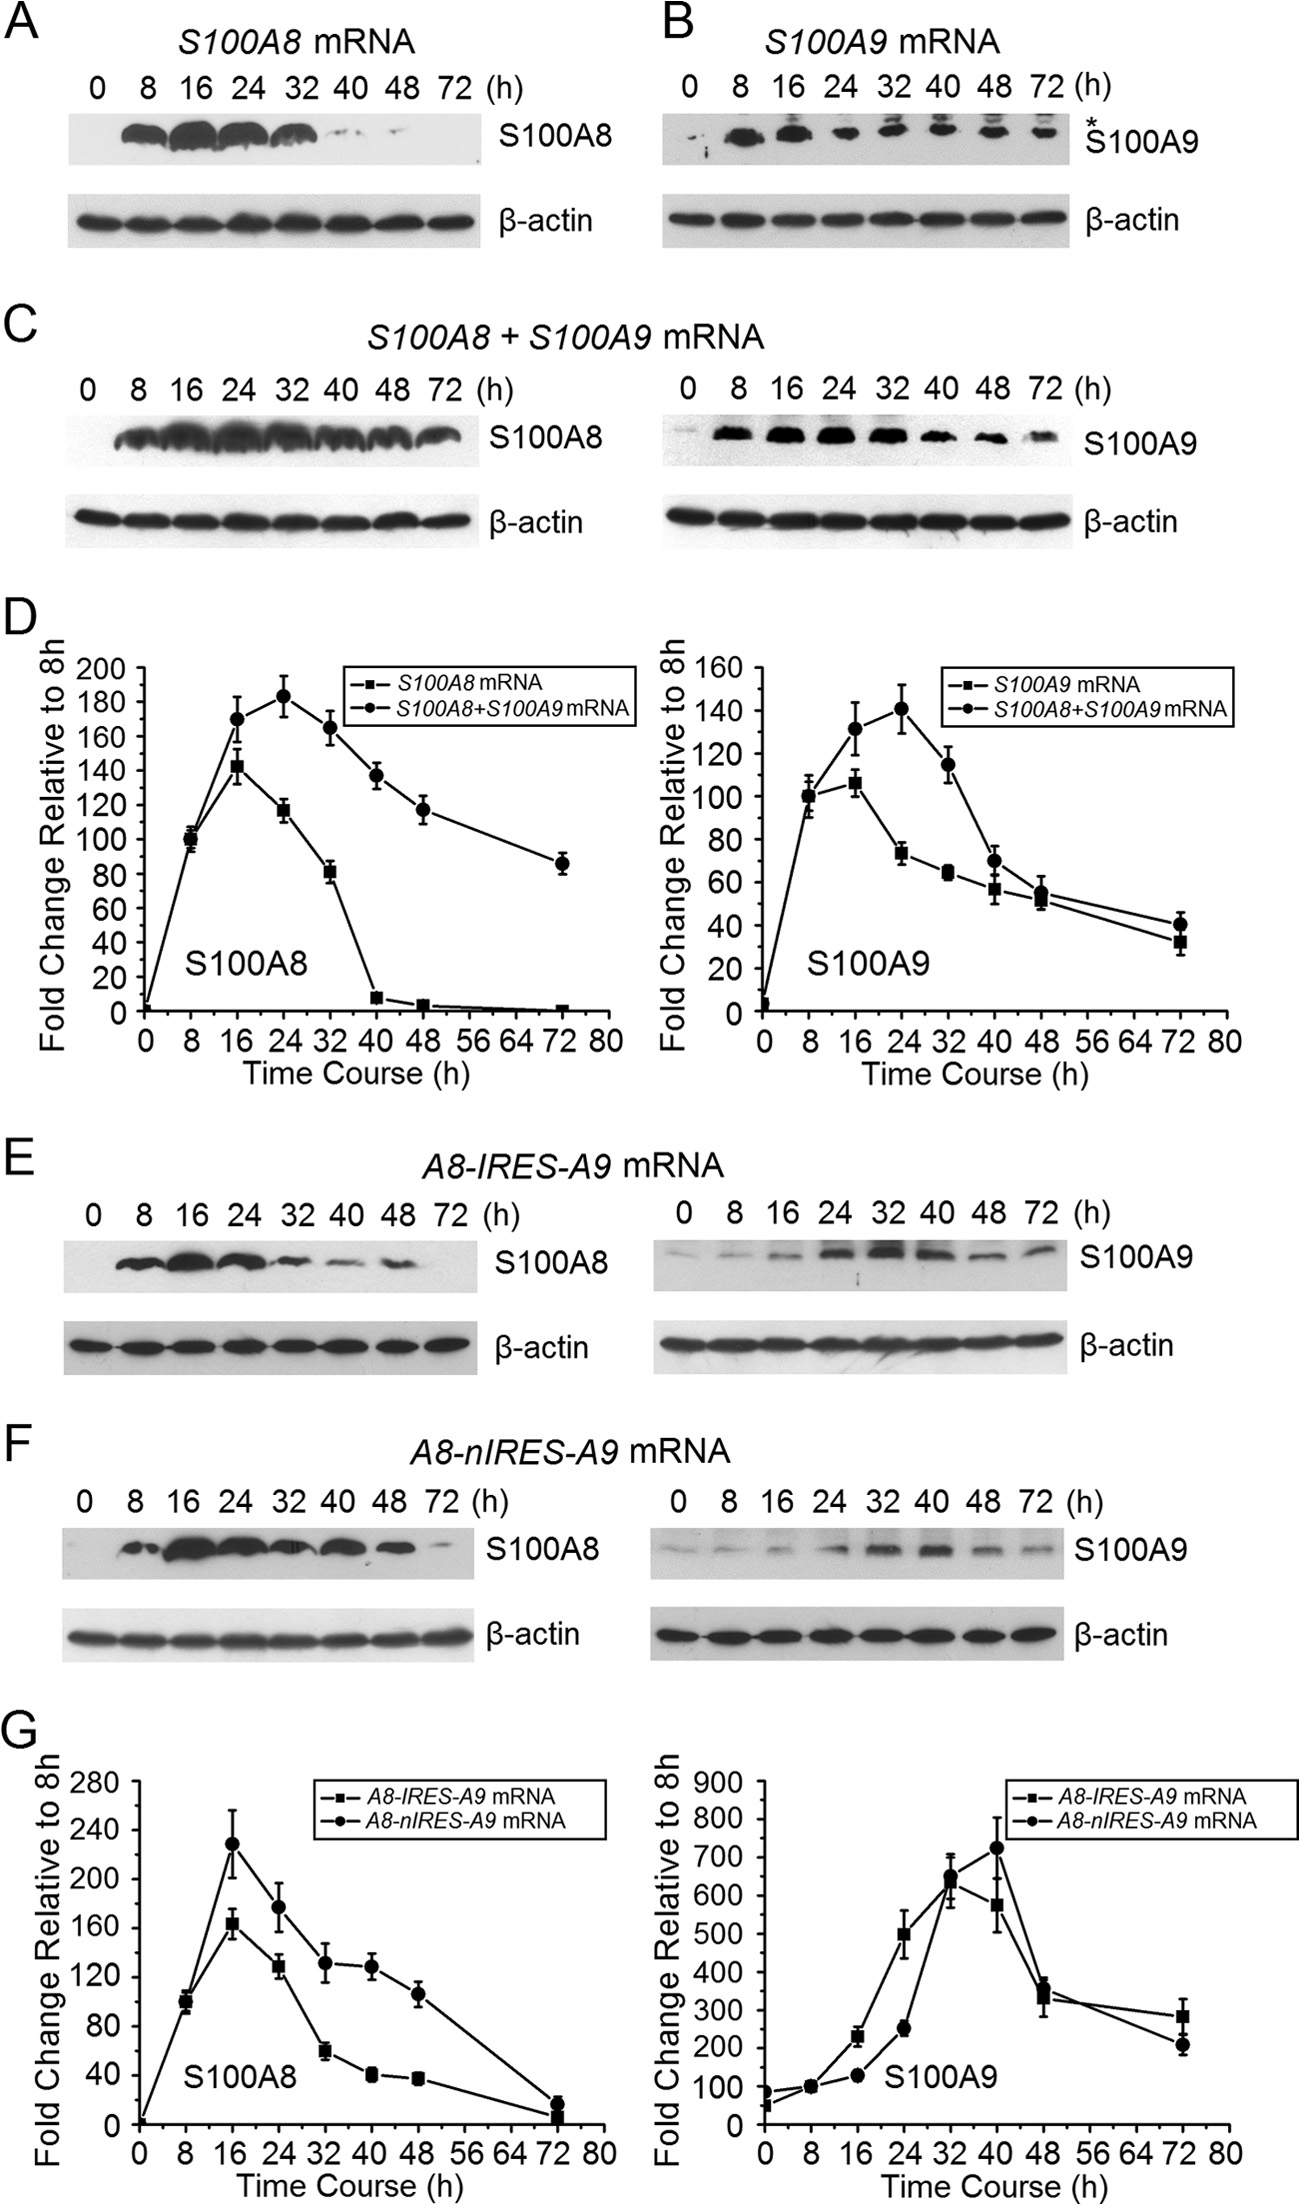 A
S100A8 mRNA
0 8 16 24 32 40 48 72 (h)
S100A8
β-actin
B
S100A9 mRNA
0 8 16 24 32 40 48 72 (h)
*
S100A9
β-actin
C
S100A8 + S100A9 mRNA
0 8 16 24 32 40 48 72 (h)
S100A8
β-actin
0 8 16 24 32 40 48 72 (h)
S100A9
β-actin
D
Fold Change Relative to 8h
200
180
160
140
120
100
80
60
40
20
0
S100A8 mRNA
S100A8+S100A9 mRNA
S100A8
0 8 16 24 32 40 48 56 64 72 80
Time Course (h)
Fold Change Relative to 8h
160
140
120
100
80
60
40
20
0
S100A9 mRNA
S100A8+S100A9 mRNA
S100A9
0 8 16 24 32 40 48 56 64 72 80
Time Course (h)
E
A8-IRES-A9 mRNA
0 8 16 24 32 40 48 72 (h)
S100A8
β-actin
0 8 16 24 32 40 48 72 (h)
S100A9
β-actin
F
A8-nIRES-A9 mRNA
0 8 16 24 32 40 48 72 (h)
S100A8
β-actin
0 8 16 24 32 40 48 72 (h)
S100A9
β-actin
G
Fold Change Relative to 8h
280
240
200
160
120
80
40
0
A8-IRES-A9 mRNA
A8-nIRES-A9 mRNA
S100A8
0 8 16 24 32 40 48 56 64 72 80
Time Course (h)
Fold Change Relative to 8h
900
800
700
600
500
400
300
200
100
0
A8-IRES-A9 mRNA
A8-nIRES-A9 mRNA
S100A9
0 8 16 24 32 40 48 56 64 72 80
Time Course (h)